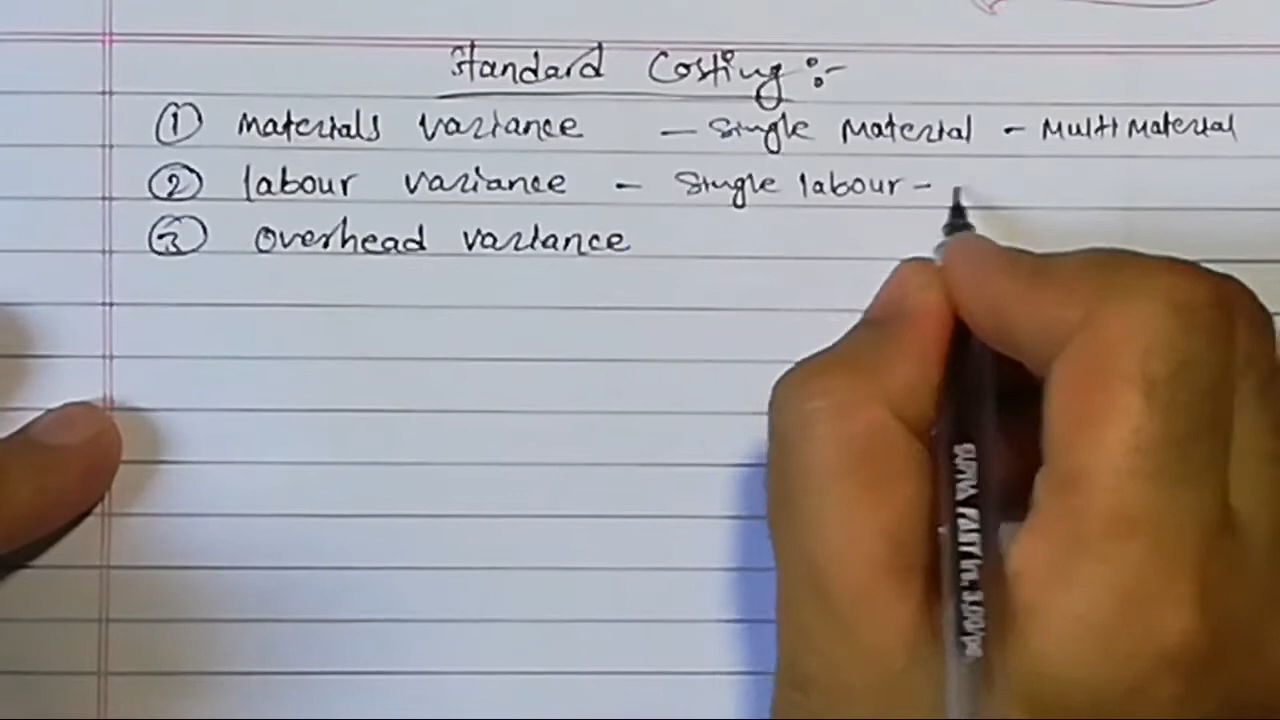 Standard Costing :-
① Materials variance – Single Material – Multi Material
② labour variance – Single labour –
③ overhead variance